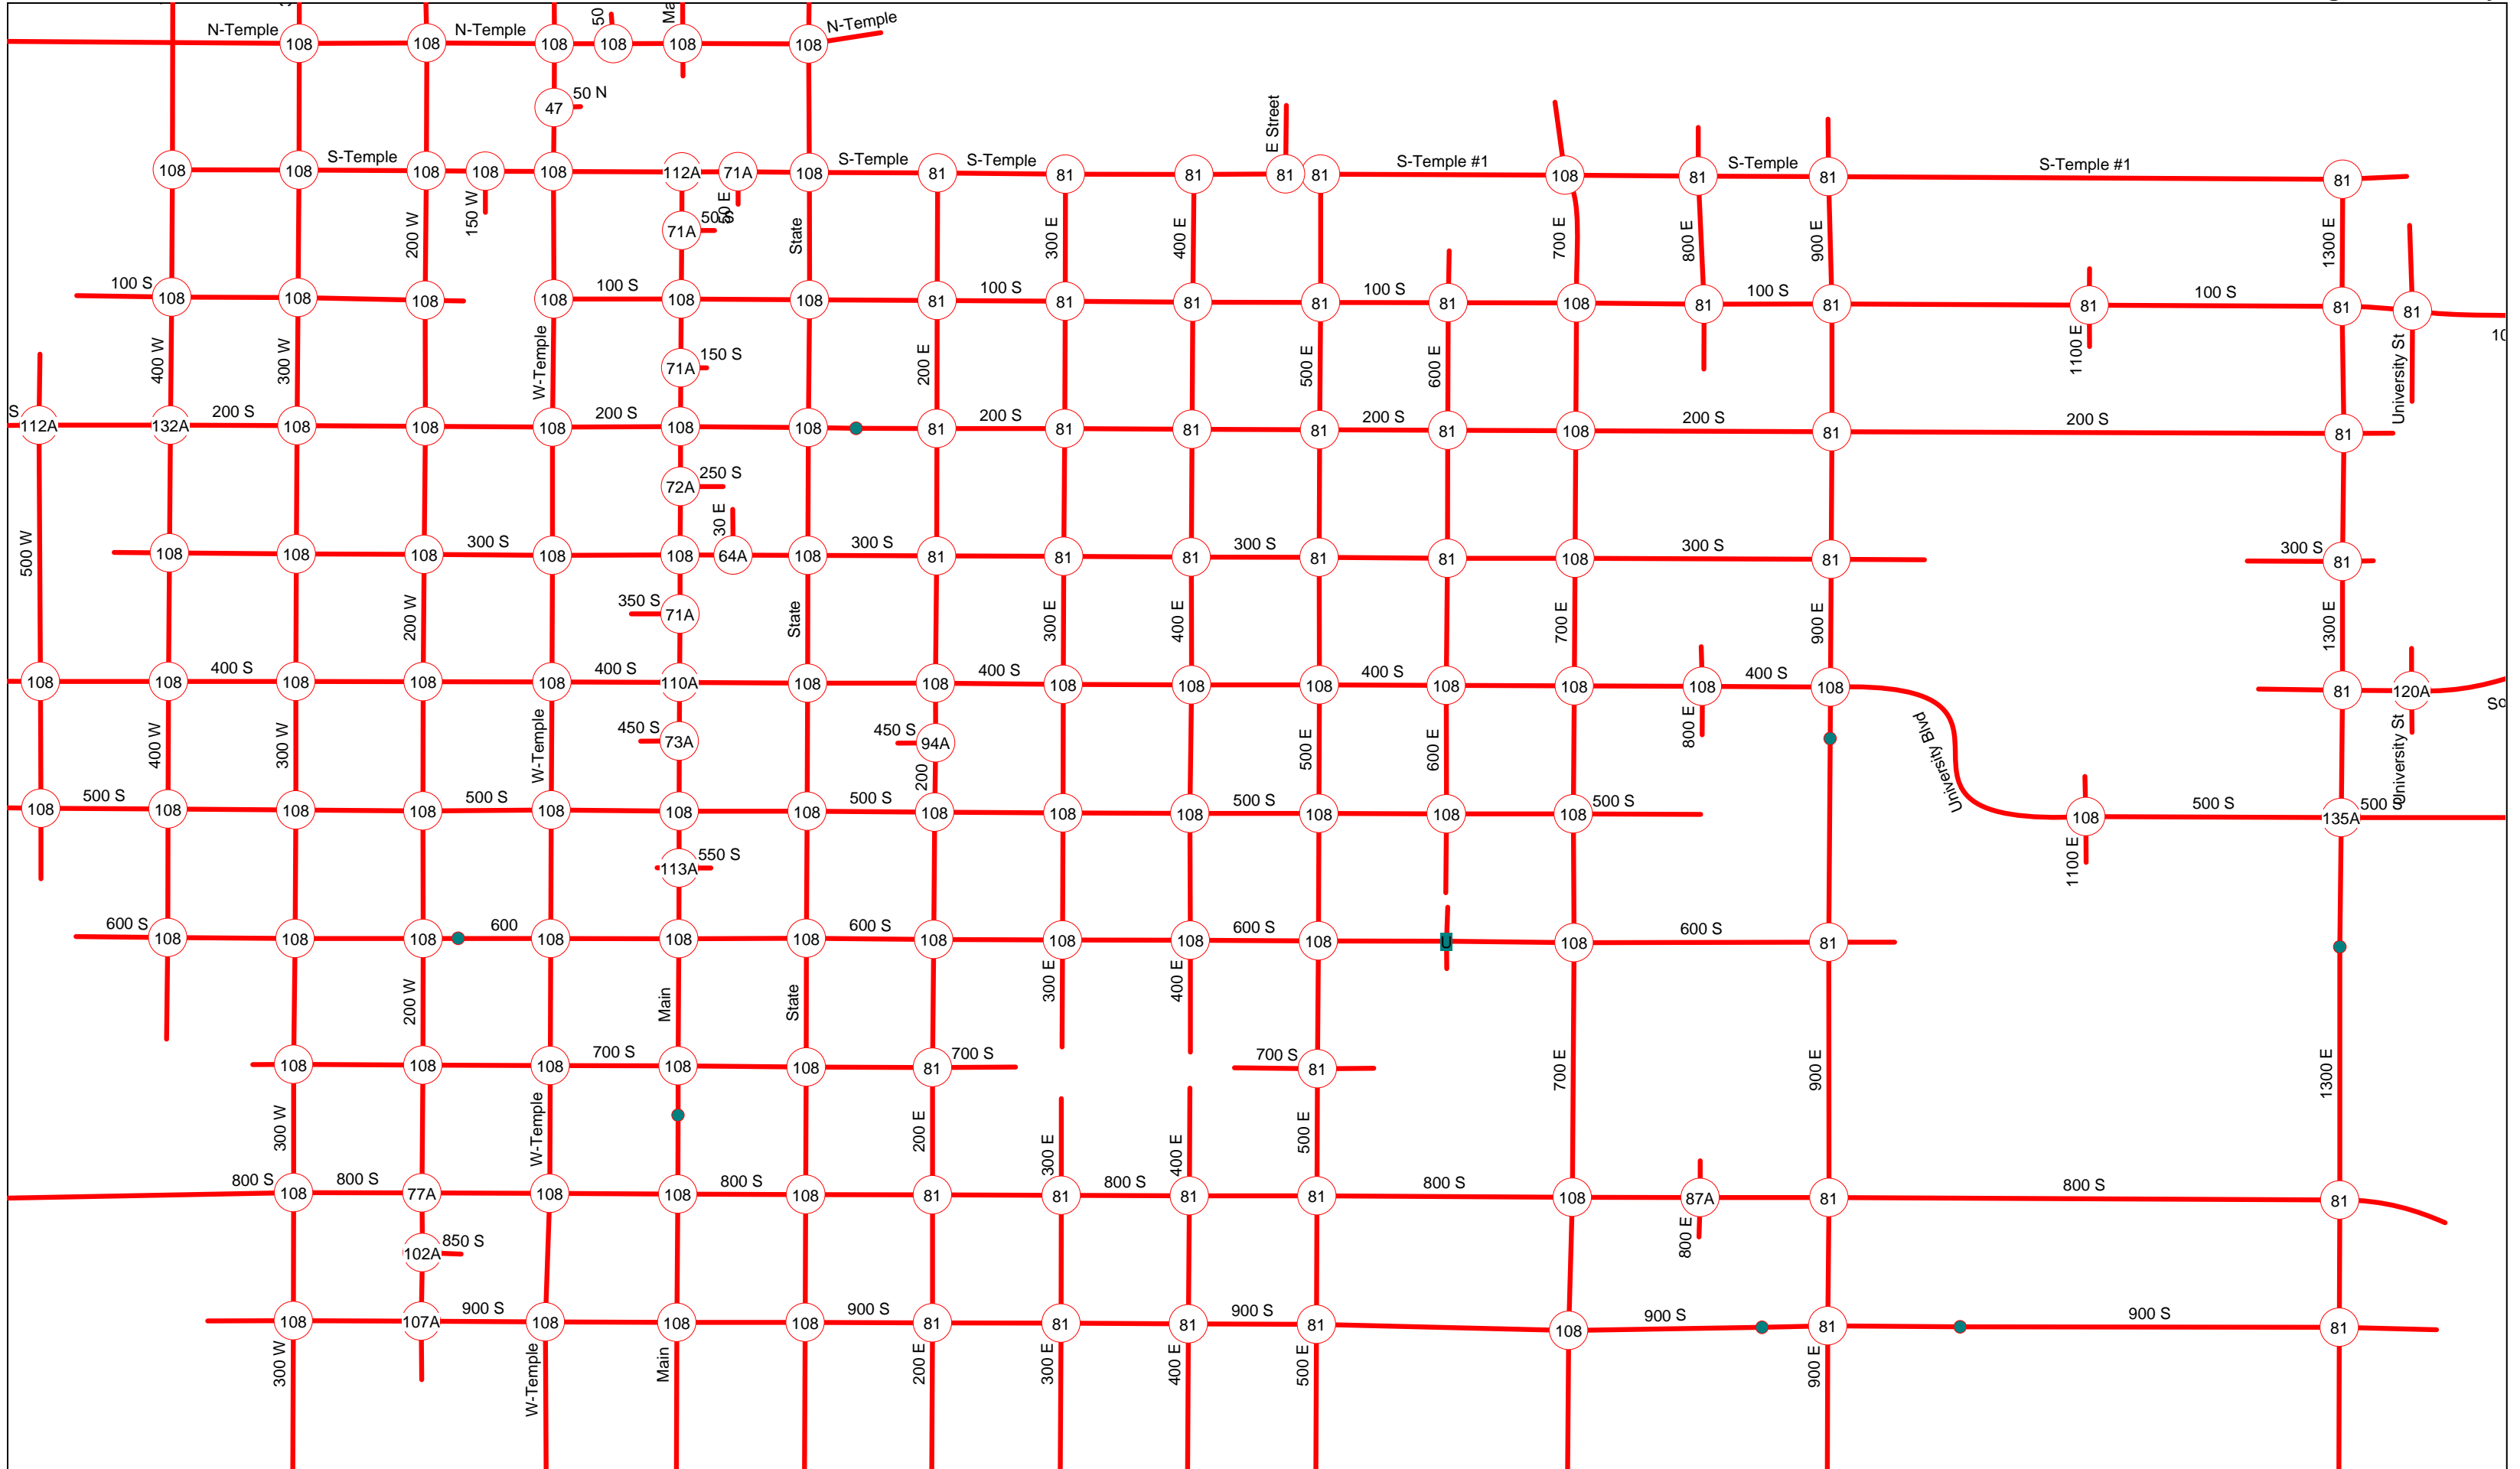 N-Temple
N-Temple
50
Ma
N-Temple
108
108
108
108
108
108
47
50 N
E Street
S-Temple
S-Temple
S-Temple
S-Temple #1
S-Temple
S-Temple #1
108
108
108
108
108
112A
71A
108
81
81
81
81
81
108
81
81
81
150 W
50 E
71A
50 S
200 W
State
300 E
400 E
700 E
800 E
900 E
1300 E
100 S
100 S
100 S
100 S
100 S
100 S
108
108
108
108
108
108
81
81
81
81
81
108
81
81
81
81
81
10
400 W
300 W
W-Temple
71A
150 S
200 E
500 E
600 E
1100 E
University St
S
200 S
200 S
200 S
200 S
200 S
200 S
112A
132A
108
108
108
108
108
81
81
81
81
81
108
81
81
72A
250 S
30 E
500 W
300 S
300 S
300 S
300 S
300 S
108
108
108
108
108
64A
108
81
81
81
81
81
108
81
81
350 S
71A
200 W
State
300 E
400 E
700 E
900 E
1300 E
400 S
400 S
400 S
400 S
400 S
108
108
108
108
108
110A
108
108
108
108
108
108
108
108
108
81
120A
So
450 S
73A
450 S
94A
400 W
300 W
W-Temple
200
500 E
600 E
800 E
University Blvd
University St
500 S
500 S
500 S
500 S
500 S
500 S
500 S
108
108
108
108
108
108
108
108
108
108
108
108
108
108
135A
113A
550 S
1100 E
600 S
600
600 S
600 S
600 S
108
108
108
108
108
108
108
108
108
108
U
108
81
200 W
Main
State
300 E
400 E
700 S
700 S
700 S
108
108
108
108
108
81
81
700 E
900 E
1300 E
300 W
W-Temple
200 E
300 E
400 E
500 E
800 S
800 S
800 S
800 S
800 S
800 S
108
77A
108
108
108
81
81
81
81
108
87A
81
81
102A
850 S
800 E
900 S
900 S
900 S
900 S
900 S
108
107A
108
108
108
81
81
81
81
108
81
81
300 W
W-Temple
Main
200 E
300 E
400 E
500 E
900 E